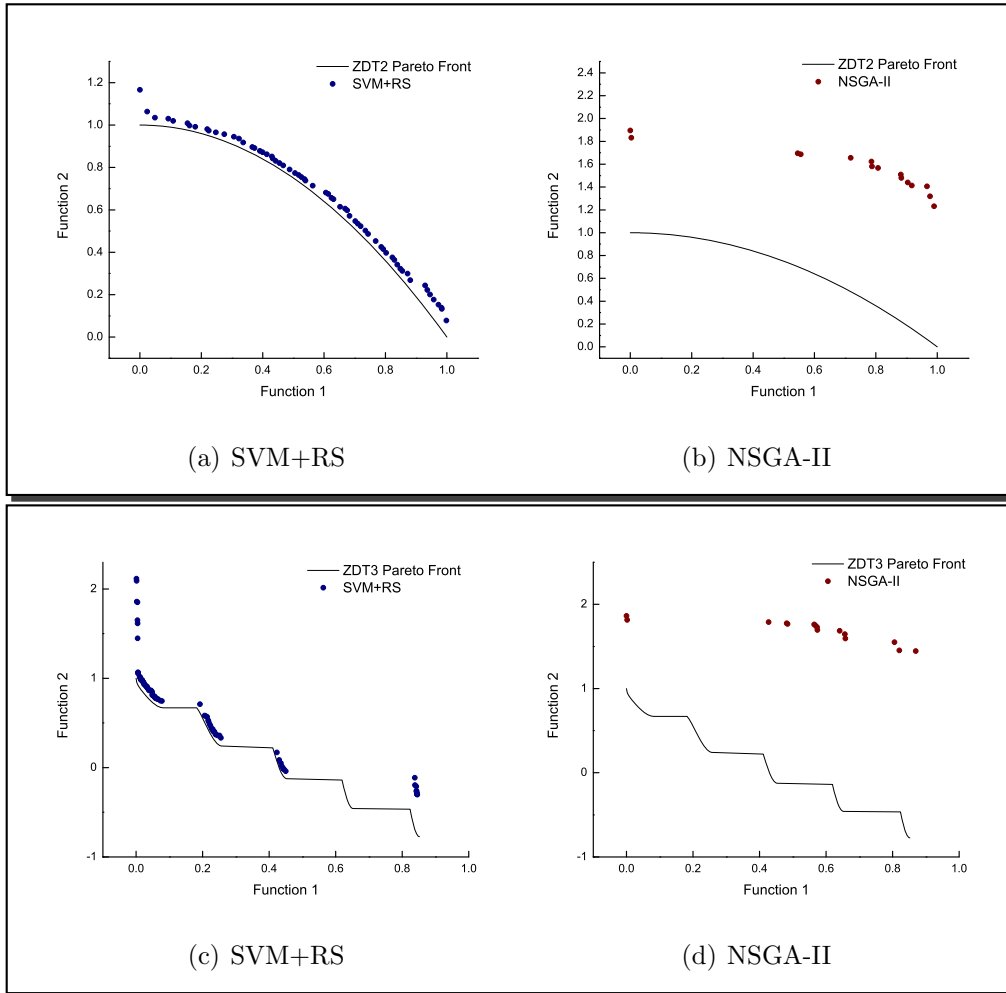 ZDT2 Pareto Front
SVM+RS
1.2
1.0
0.8
0.6
0.4
0.2
0.0
Function 2
0.0 0.2 0.4 0.6 0.8 1.0
Function 1
(a) SVM+RS
ZDT2 Pareto Front
NSGA-II
2.4
2.2
2.0
1.8
1.6
1.4
1.2
1.0
0.8
0.6
0.4
0.2
0.0
Function 2
0.0 0.2 0.4 0.6 0.8 1.0
Function 1
(b) NSGA-II
ZDT3 Pareto Front
SVM+RS
2
1
0
-1
Function 2
0.0 0.2 0.4 0.6 0.8 1.0
Function 1
(c) SVM+RS
ZDT3 Pareto Front
NSGA-II
2
1
0
-1
Function 2
0.0 0.2 0.4 0.6 0.8 1.0
Function 1
(d) NSGA-II